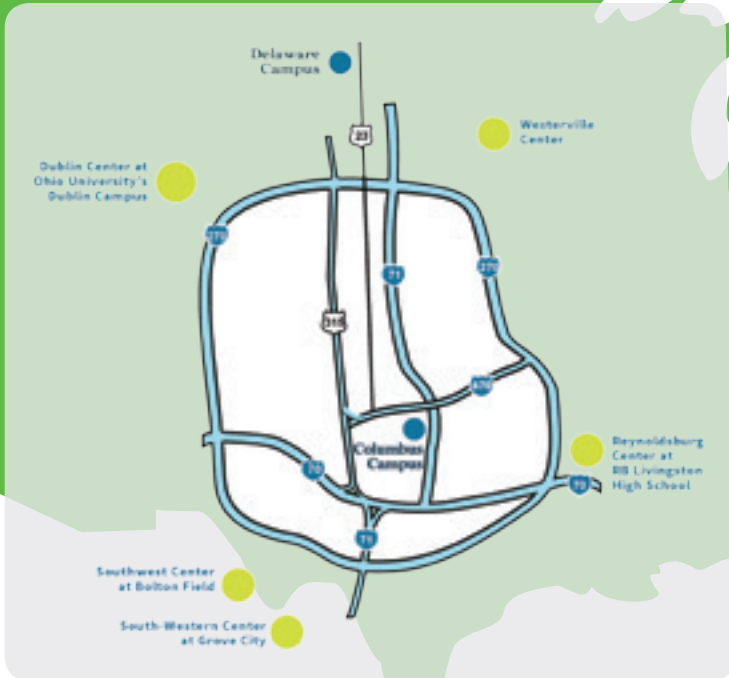 Delaware
Campus
23
Westerville
Center
Dublin Center at
Ohio University's
Dublin Campus
270
71
270
315
670
Columbus
Campus
Reynoldsburg
Center at
RB Livingston
High School
70
70
71
Southwest Center
at Bolton Field
South-Western Center
at Grove City